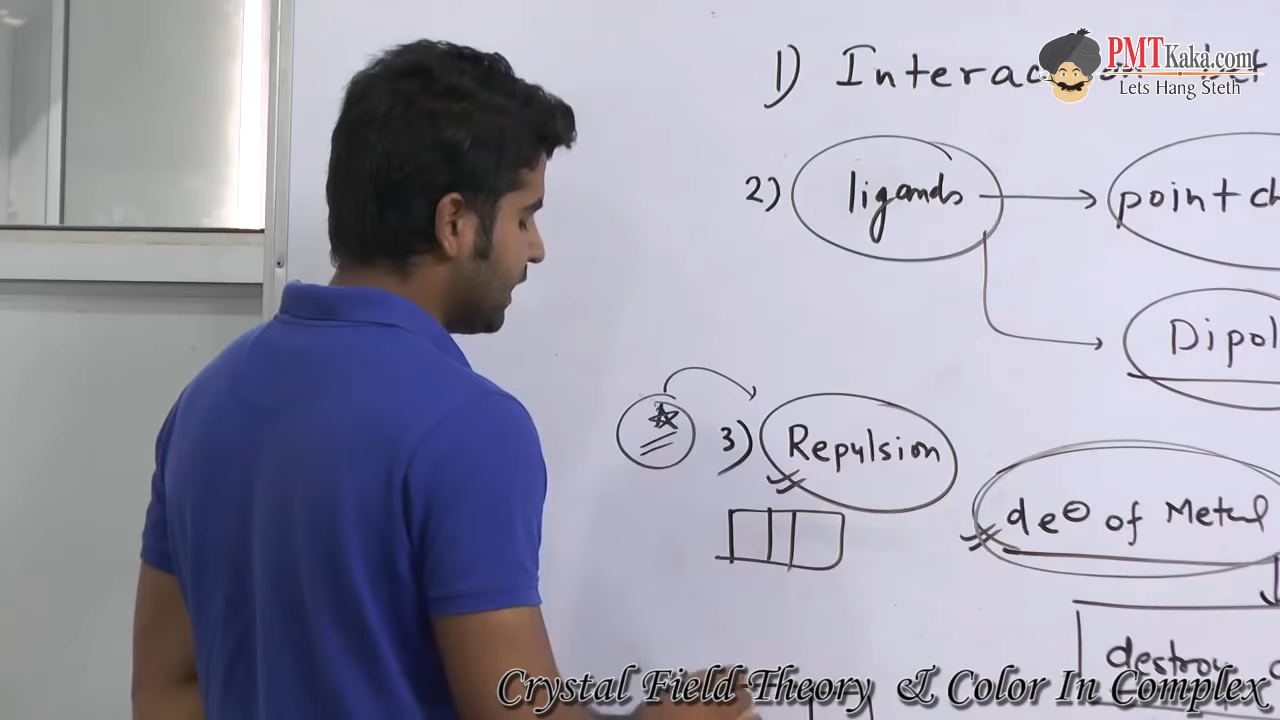 PMTKaka.com
Lets Hang Steth
1) Interac
2) ligands → point ch
Dipol
3) Repulsion
de⊖ of Metal
destroy
Crystal Field Theory & Color In Complex